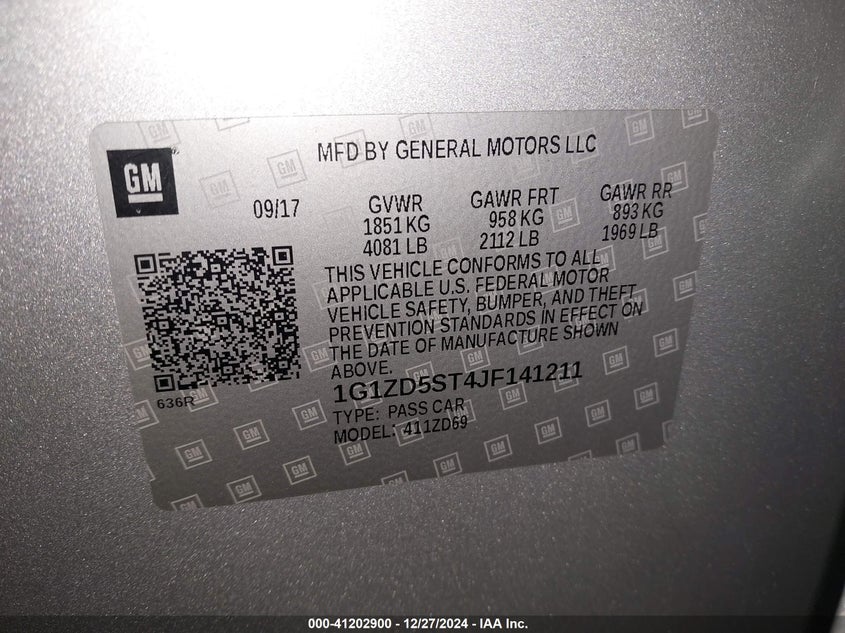 GM
MFD BY GENERAL MOTORS LLC
09/17
GVWR
1851 KG
4081 LB
GAWR FRT
958 KG
2112 LB
GAWR RR
893 KG
1969 LB
THIS VEHICLE CONFORMS TO ALL
APPLICABLE U.S. FEDERAL MOTOR
VEHICLE SAFETY, BUMPER, AND THEFT
PREVENTION STANDARDS IN EFFECT ON
THE DATE OF MANUFACTURE SHOWN
ABOVE.
1G1ZD5ST4JF141211
TYPE: PASS CAR
MODEL: 411ZD69
636R
000-41202900 - 12/27/2024 - IAA Inc.